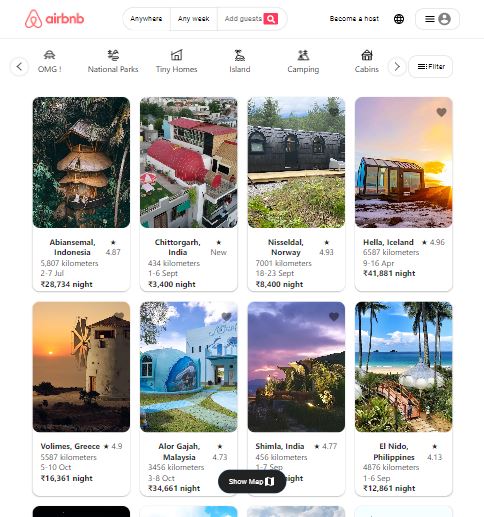 airbnb
Anywhere
Any week
Add guests
Become a host
OMG !
National Parks
Tiny Homes
Island
Camping
Cabins
Filter
Abiansemal,
Indonesia
★
4.87
5,807 kilometers
2-7 Jul
₹28,734 night
Chittorgarh,
India
★
New
434 kilometers
1-6 Sept
₹3,400 night
Nisseldal,
Norway
★
4.93
7001 kilometers
18-23 Sept
₹8,400 night
Hella, Iceland ★ 4.96
6587 kilometers
9-16 Apr
₹41,881 night
Volimes, Greece ★ 4.9
5587 kilometers
5-10 Oct
₹16,361 night
Alor Gajah,
Malaysia
★
4.73
3456 kilometers
3-8 Oct
₹34,661 night
Shimla, India ★ 4.77
456 kilometers
1-7 Sep
night
El Nido,
Philippines
★
4.13
4876 kilometers
1-6 Sep
₹12,861 night
Show Map